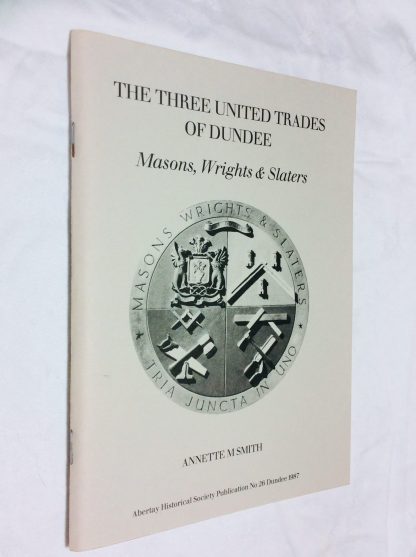 THE THREE UNITED TRADES
OF DUNDEE
Masons, Wrights & Slaters
MASONS, WRIGHTS & SLATERS
TRIA JUNCTA IN UNO
ANNETTE M SMITH
Abertay Historical Society Publication No 26 Dundee 1987